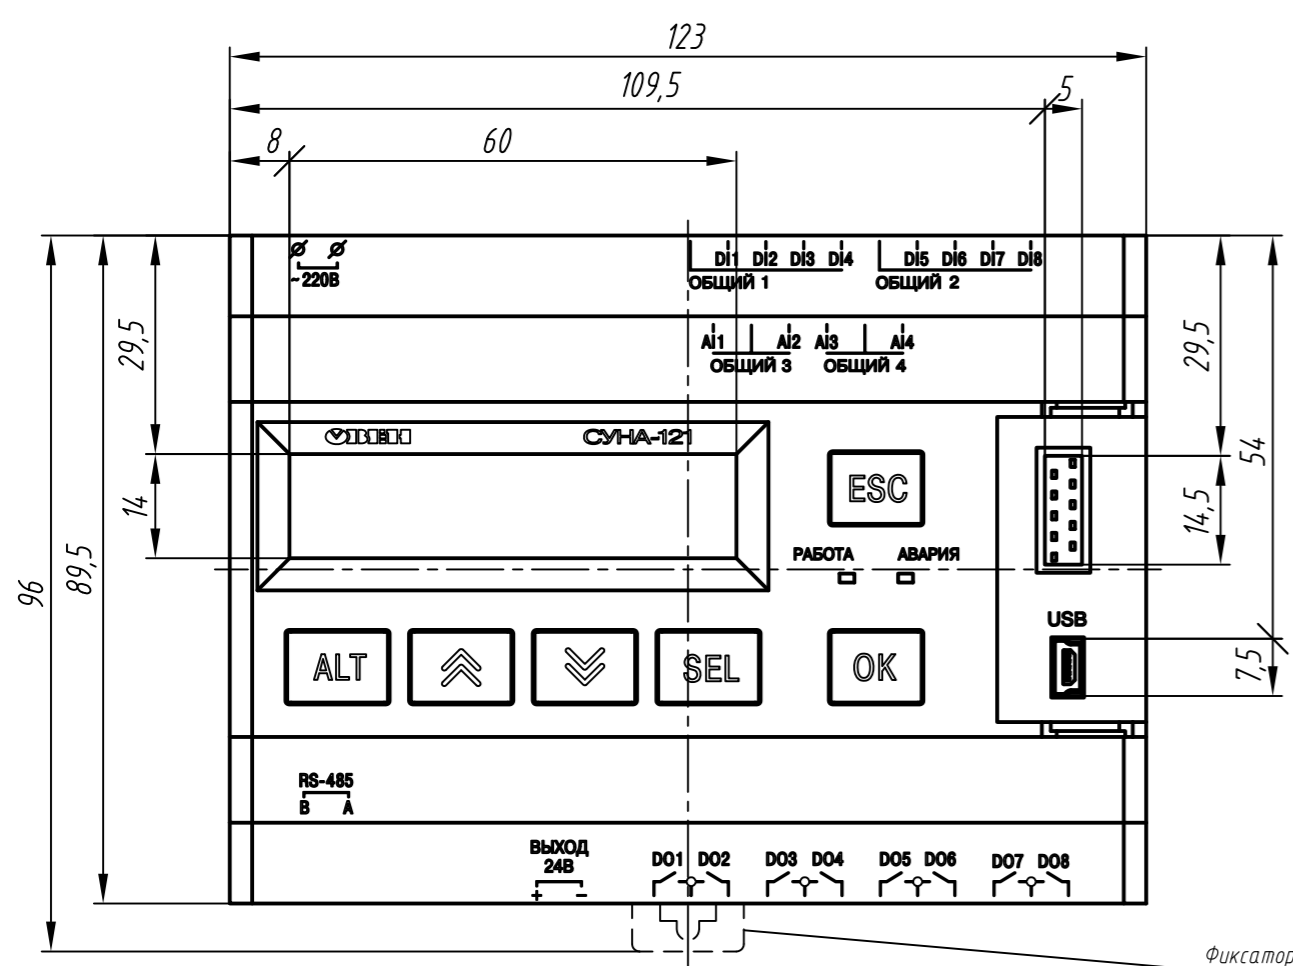 123
109,5 5
8 60
~220В DI1 DI2 DI3 DI4 DI5 DI6 DI7 DI8
ОБЩИЙ 1 ОБЩИЙ 2
AI1 AI2 AI3 AI4
ОБЩИЙ 3 ОБЩИЙ 4
29,5 29,5
ОВЕН СУНА-121
54
14 ESC 14,5
РАБОТА АВАРИЯ
96 89,5
USB
ALT SEL OK 7,5
RS-485
B A
ВЫХОД
24В
DO1 DO2 DO3 DO4 DO5 DO6 DO7 DO8
+ -
Фиксатор